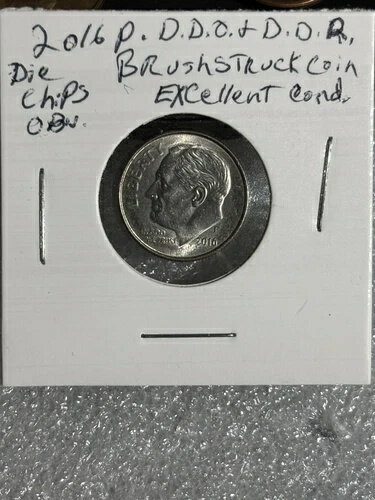 2016 P. D.D.O. & D.D.R.
Die BRushSTRUCK Coin
Chips EXCellenT Cond.
OBV.
LIBERTY
2016